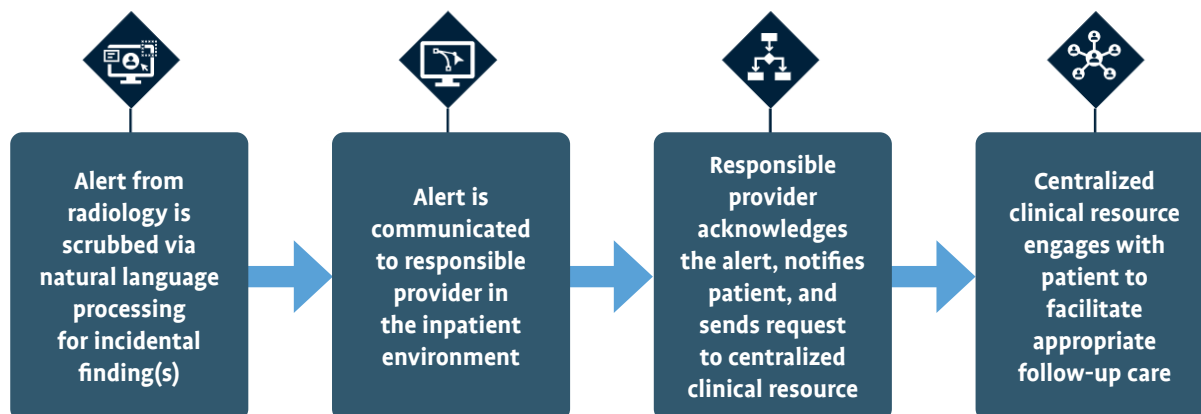 Alert from
radiology is
scrubbed via
natural language
processing
for incidental
finding(s)
Alert is
communicated
to responsible
provider in
the inpatient
environment
Responsible
provider
acknowledges
the alert, notifies
patient, and
sends request
to centralized
clinical resource
Centralized
clinical resource
engages with
patient to
facilitate
appropriate
follow-up care